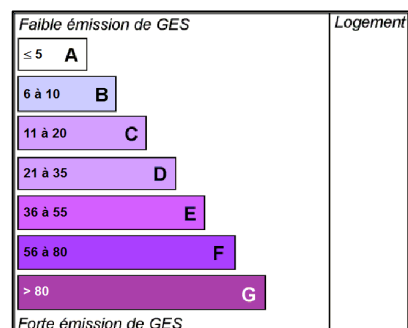 Faible émission de GES
Logement
≤ 5 A
6 à 10 B
11 à 20 C
21 à 35 D
36 à 55 E
56 à 80 F
> 80 G
Forte émission de GES